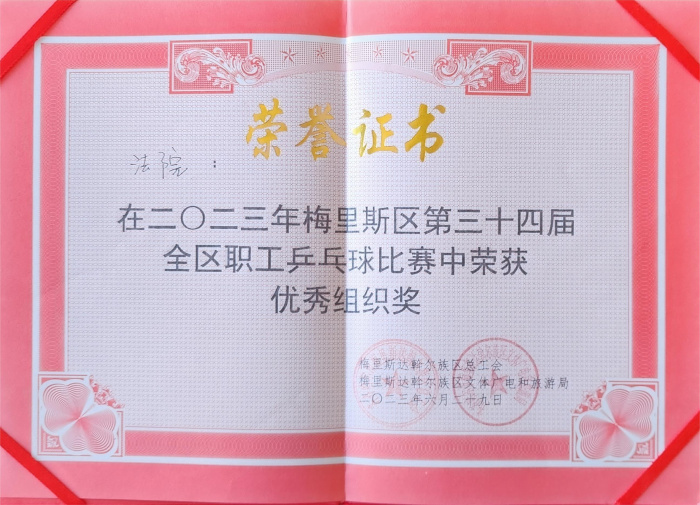 荣誉证书
法院：
在二〇二三年梅里斯区第三十四届
全区职工乒乓球比赛中荣获
优秀组织奖
梅里斯达斡尔族区总工会
梅里斯达斡尔族区文体广电和旅游局
二〇二三年六月二十九日